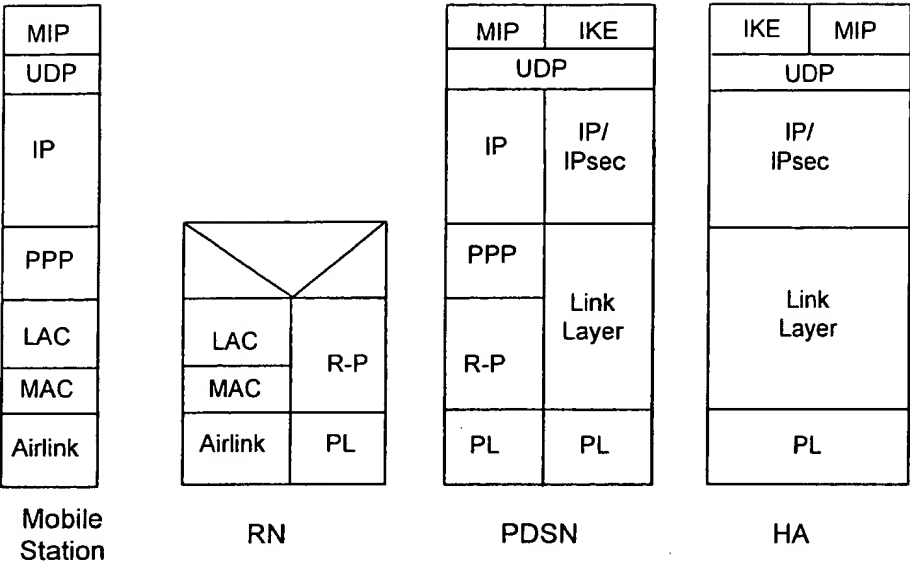 MIP
UDP
IP
PPP
LAC
MAC
Airlink
Mobile
Station
LAC
MAC
Airlink
R-P
PL
RN
MIP
IKE
UDP
IP
IP/
IPsec
PPP
R-P
Link
Layer
PL
PL
PDSN
IKE
MIP
UDP
IP/
IPsec
Link
Layer
PL
HA